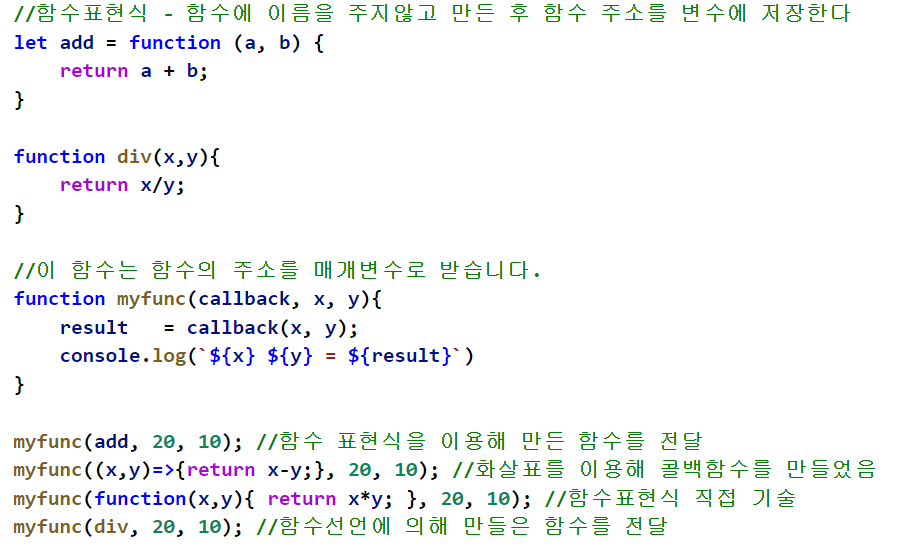 //함수표현식 - 함수에 이름을 주지않고 만든 후 함수 주소를 변수에 저장한다
let add = function (a, b) {
    return a + b;
}

function div(x,y){
    return x/y;
}

//이 함수는 함수의 주소를 매개변수로 받습니다.
function myfunc(callback, x, y){
    result   = callback(x, y);
    console.log(`${x} ${y} = ${result}`)
}

myfunc(add, 20, 10); //함수 표현식을 이용해 만든 함수를 전달
myfunc((x,y)=>{return x-y;}, 20, 10); //화살표를 이용해 콜백함수를 만들었음
myfunc(function(x,y){ return x*y; }, 20, 10); //함수표현식 직접 기술
myfunc(div, 20, 10); //함수선언에 의해 만들은 함수를 전달